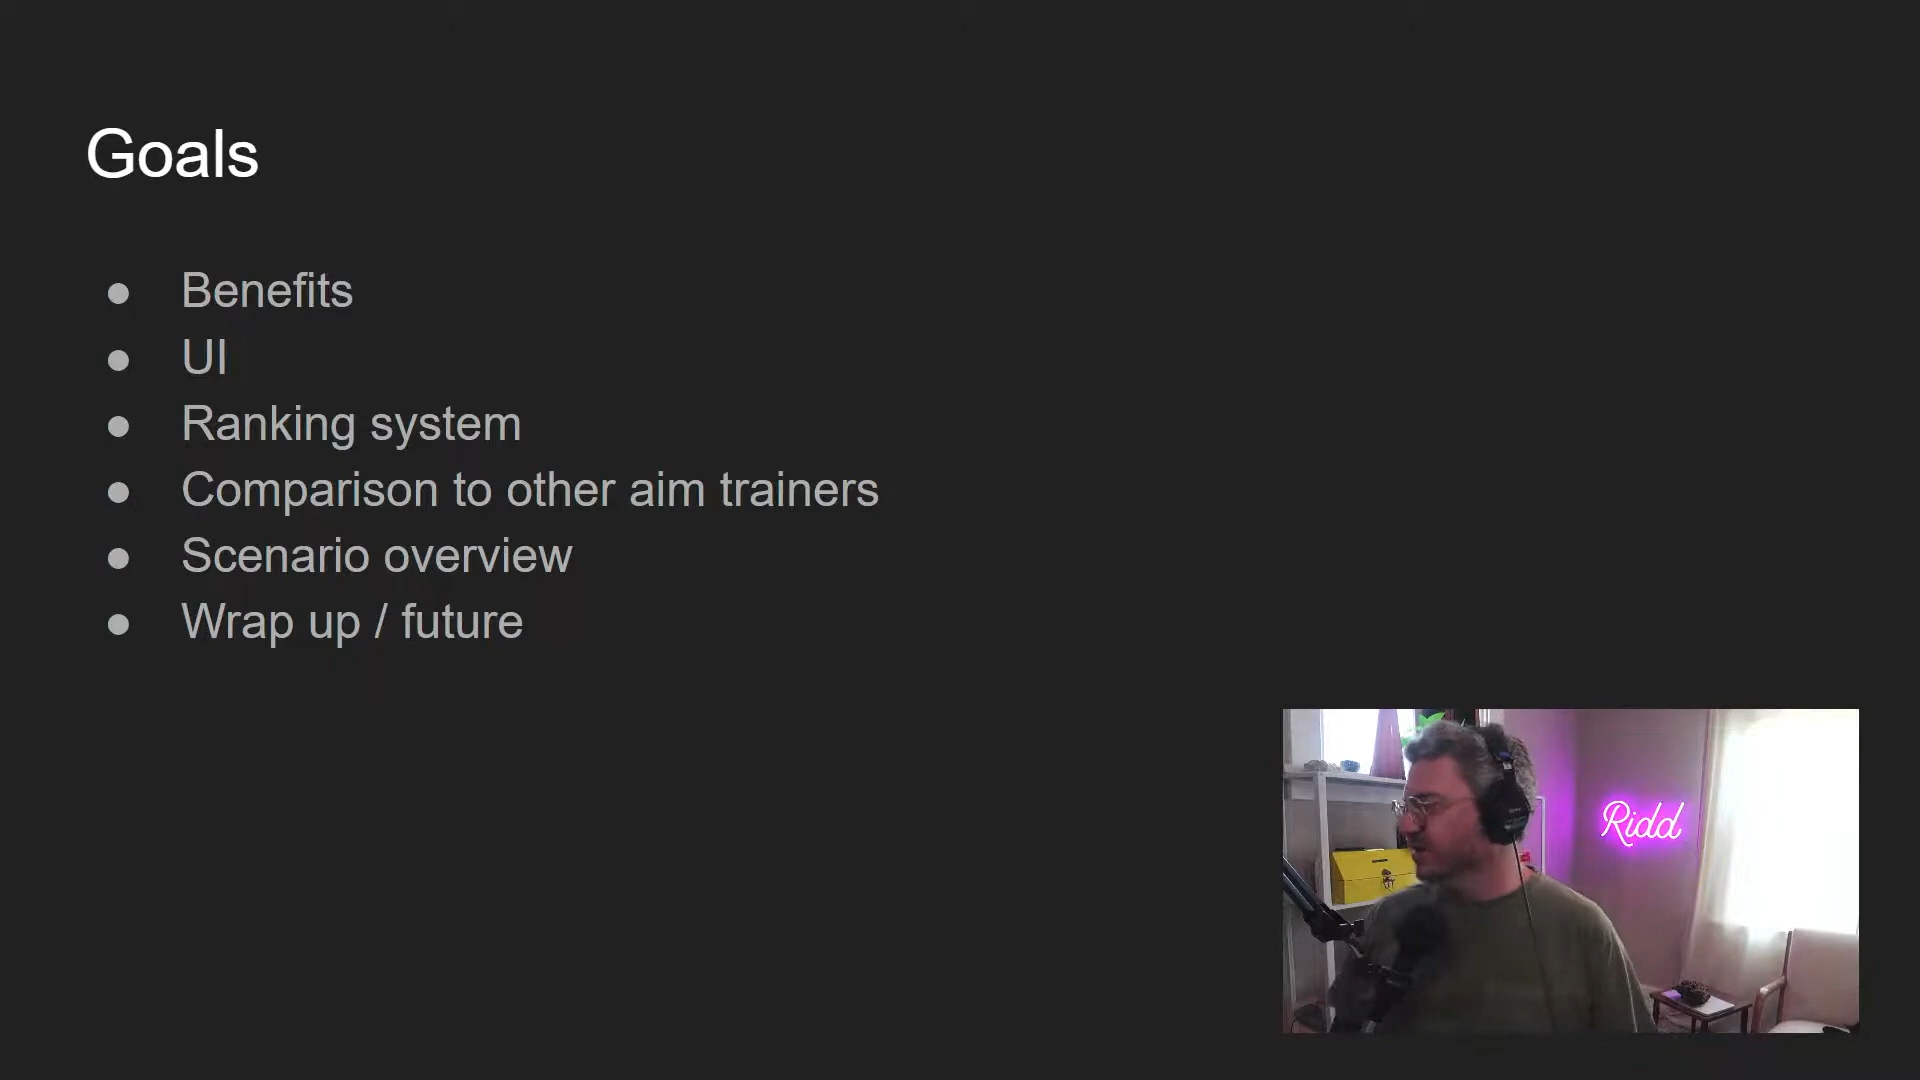 Goals
● Benefits
● UI
● Ranking system
● Comparison to other aim trainers
● Scenario overview
● Wrap up / future
Ridd